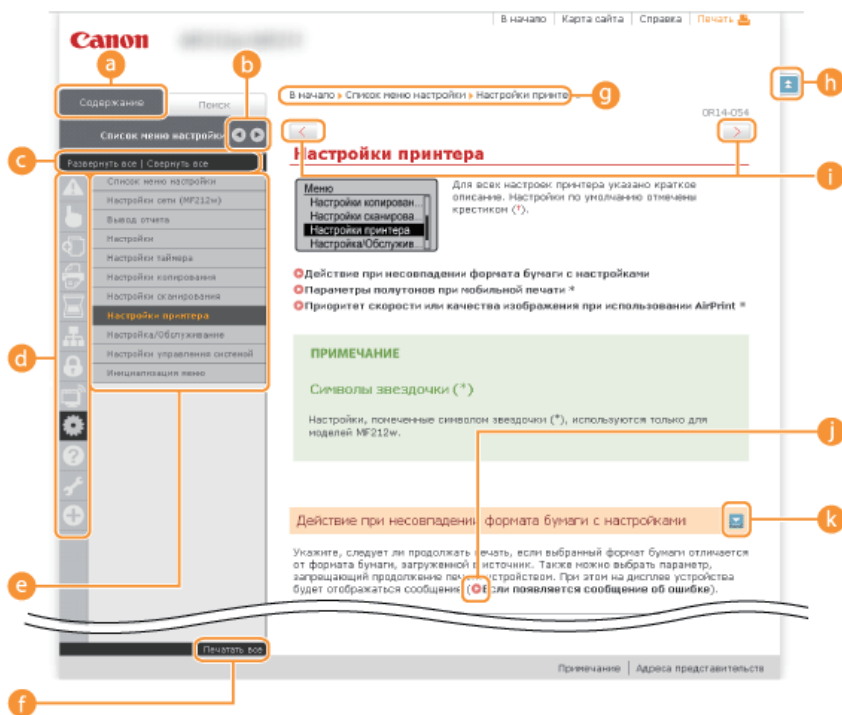 В начало | Карта сайта | Справка | Печать
Canon
a
b
Содержание
Поиск
В начало ▸ Список меню настройки ▸ Настройки принтера
g
h
0R14-054
Список меню настройки
c
Развернуть все | Свернуть все
i
d
Список меню настройки
Настройки сети (MF212w)
Вывод отчета
Настройки
Настройки таймера
Настройки копирования
Настройки сканирования
Настройки принтера
Настройка/Обслуживание
Настройки управления системой
Инициализация меню
e
Настройки принтера
Меню
Настройки копирован...
Настройки сканирова...
Настройки принтера
Настройка/Обслужив...
Для всех настроек принтера указано краткое
описание. Настройки по умолчанию отмечены
крестиком (†).
Действие при несовпадении формата бумаги с настройками
Параметры полутонов при мобильной печати *
Приоритет скорости или качества изображения при использовании AirPrint *
ПРИМЕЧАНИЕ
Символы звездочки (*)
Настройки, помеченные символом звездочки (*), используются только для
моделей MF212w.
j
Действие при несовпадении формата бумаги с настройками
k
Укажите, следует ли продолжать печать, если выбранный формат бумаги отличается
от формата бумаги, загруженной в источник. Также можно выбрать параметр,
запрещающий продолжение печати устройством. При этом на дисплее устройства
будет отображаться сообщение (Если появляется сообщение об ошибке).
Печатать все
f
Примечание | Адреса представительств